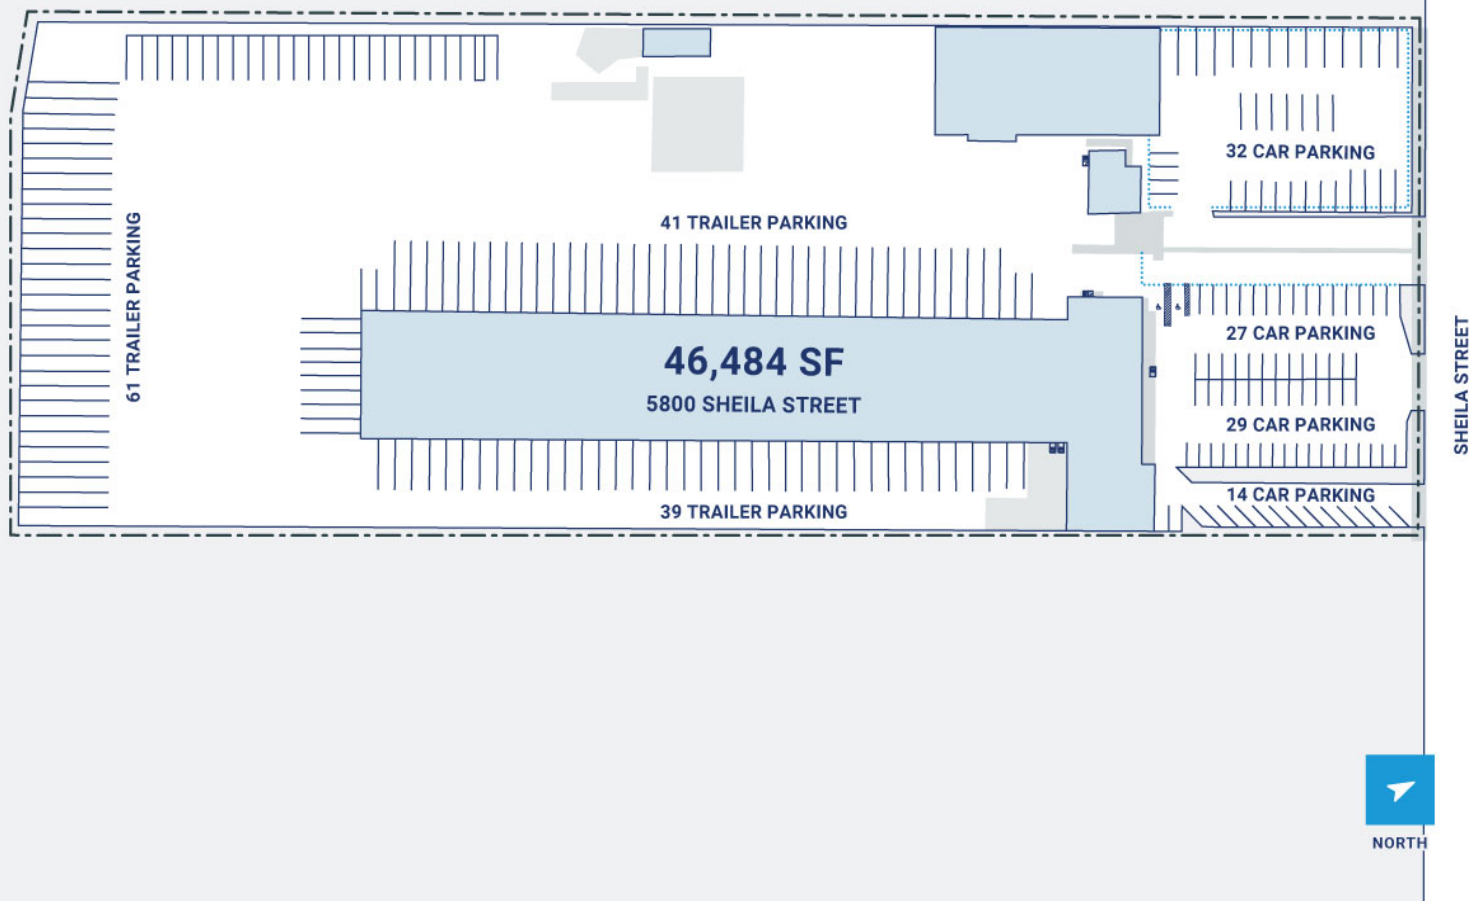 32 CAR PARKING
41 TRAILER PARKING
61 TRAILER PARKING
27 CAR PARKING
46,484 SF
5800 SHEILA STREET
29 CAR PARKING
SHEILA STREET
14 CAR PARKING
39 TRAILER PARKING
NORTH